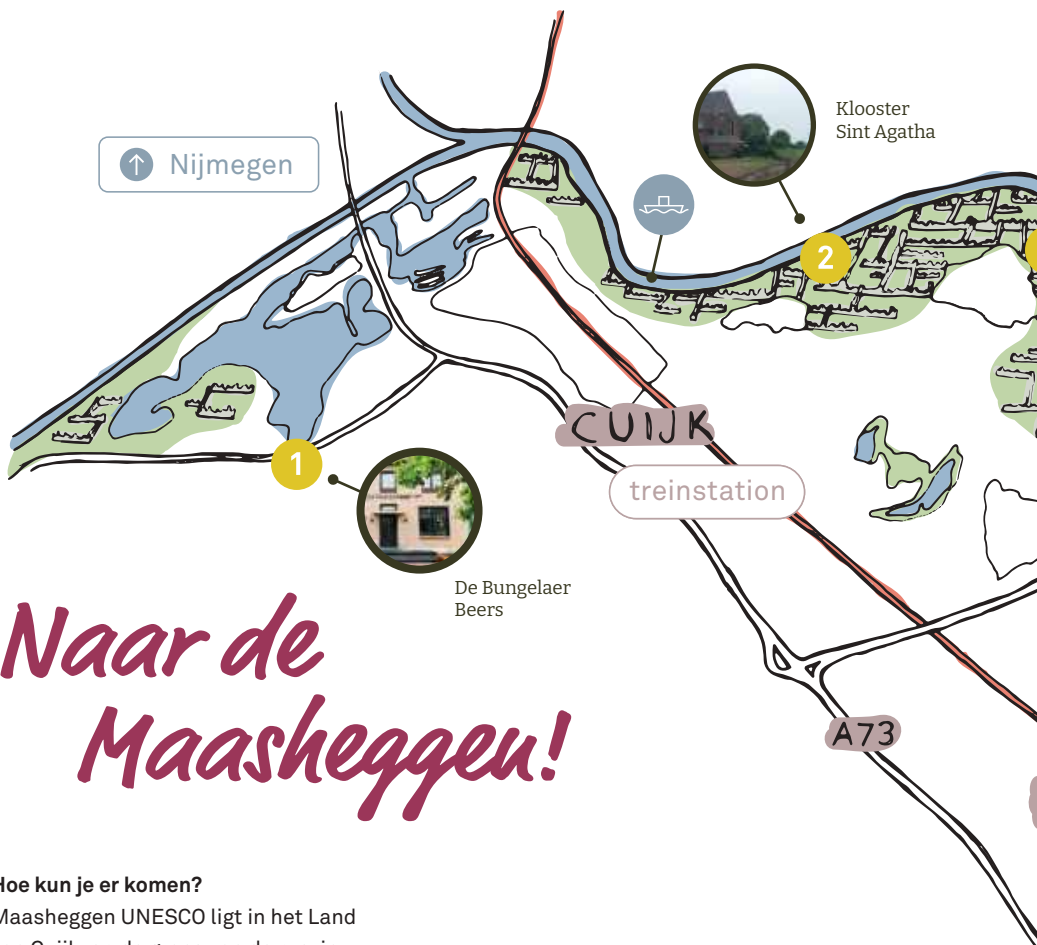 Klooster
Sint Agatha
Nijmegen
2
CUIJK
1
treinstation
De Bungelaer
Beers
Naar de
Maasheggen!
A73
Hoe kun je er komen?
Maasheggen UNESCO ligt in het Land